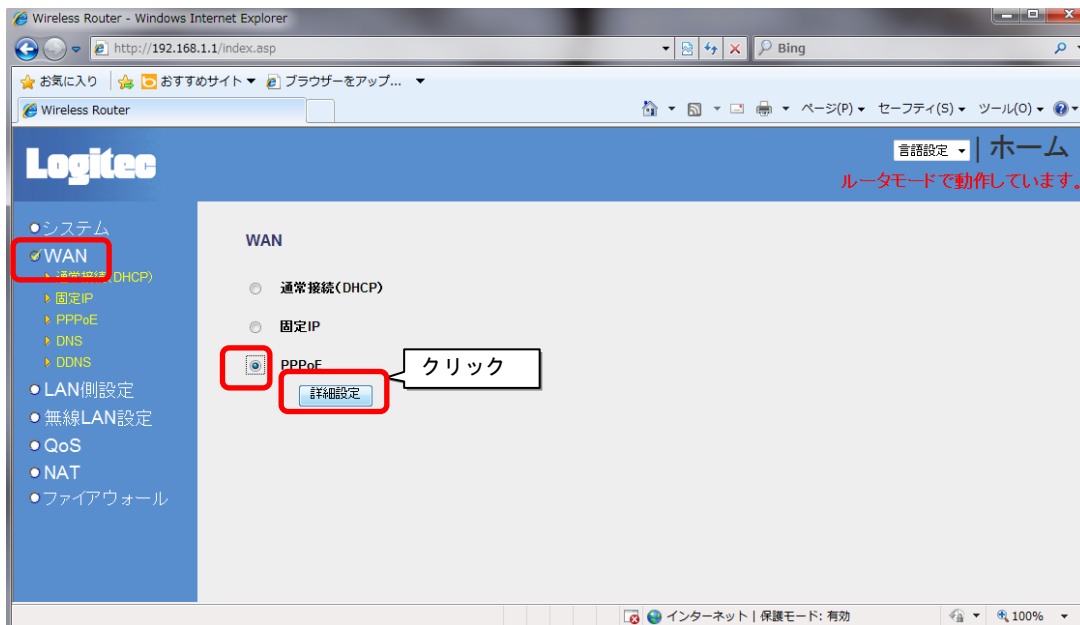 Wireless Router - Windows Internet Explorer
http://192.168.1.1/index.asp
Bing
お気に入り
おすすめサイト
ブラウザーをアップ...
Wireless Router
ページ(P)
セーフティ(S)
ツール(O)
Logitec
言語設定
| ホーム
ルータモードで動作しています。
システム
WAN
通常接続(DHCP)
固定IP
PPPoE
DNS
DDNS
LAN側設定
無線LAN設定
QoS
NAT
ファイアウォール
WAN
通常接続(DHCP)
固定IP
PPPoE
クリック
詳細設定
インターネット | 保護モード: 有効
100%